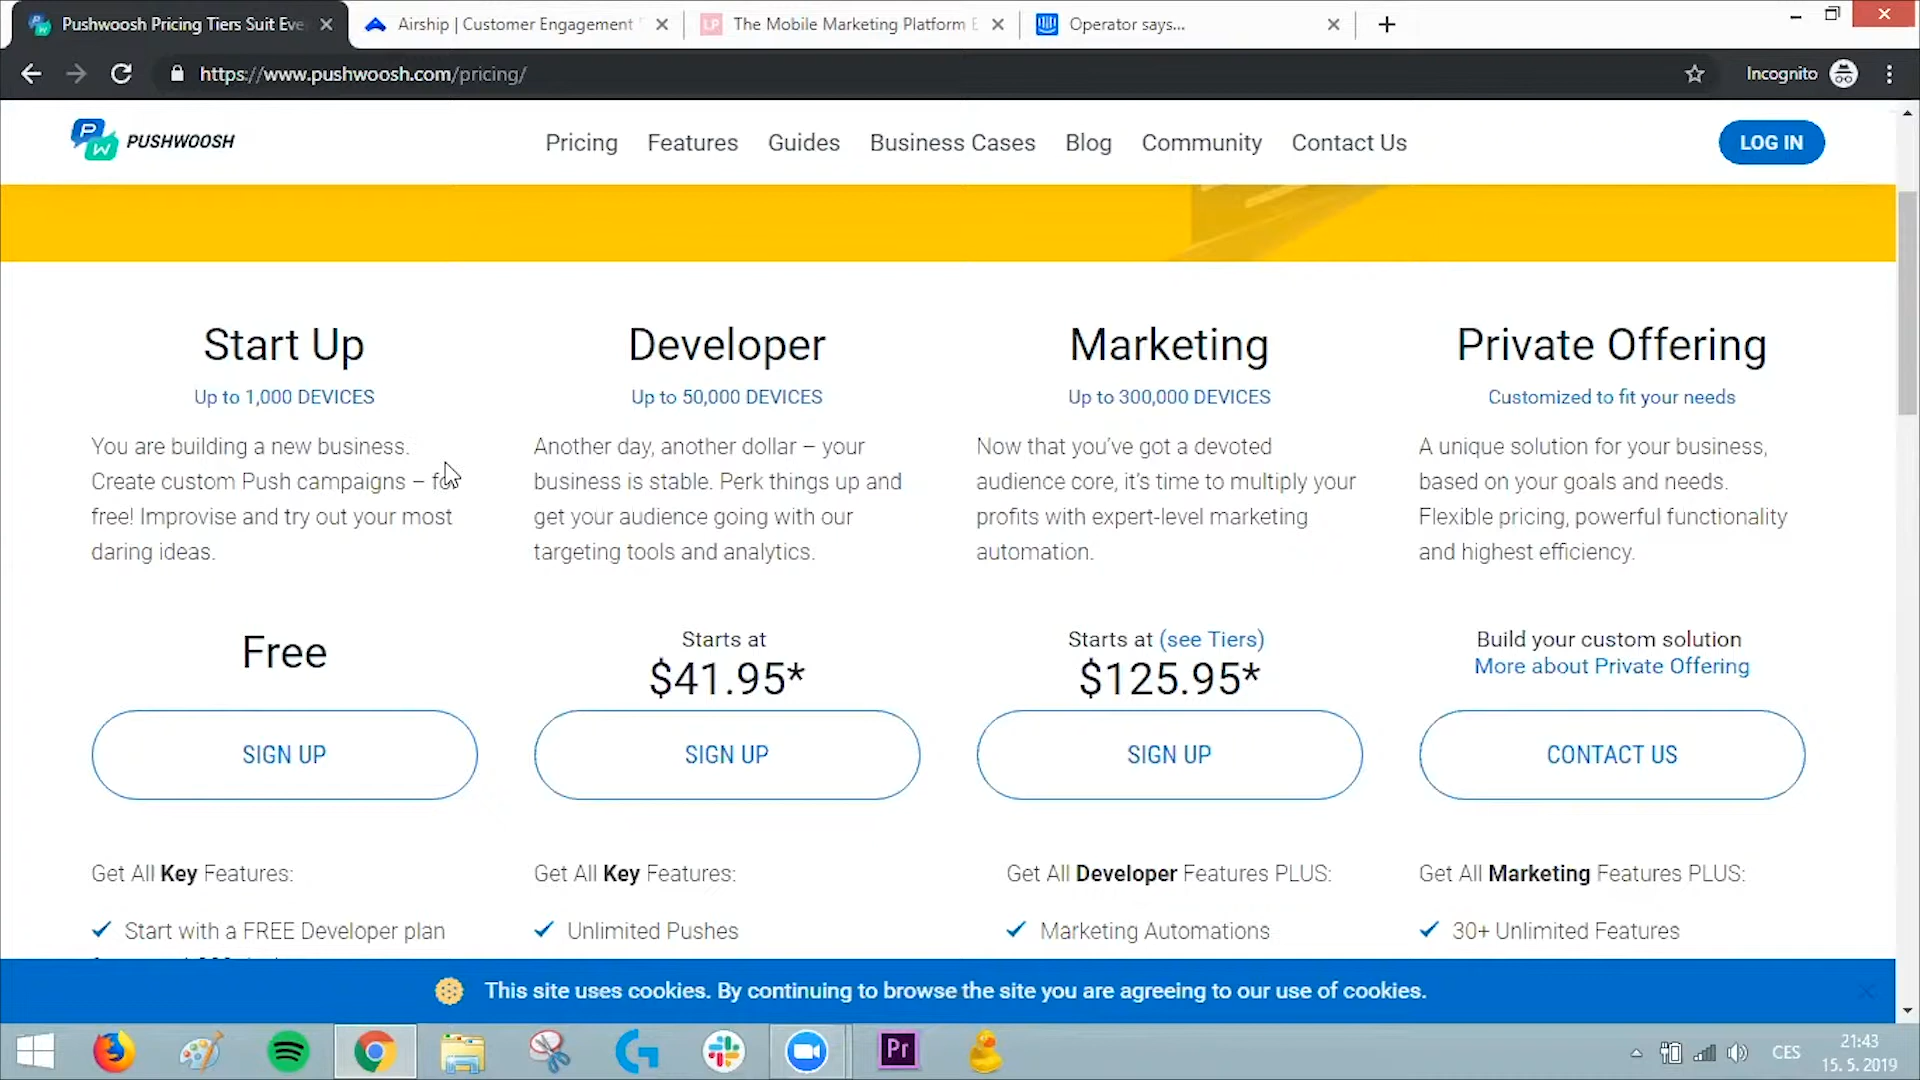 Pushwoosh Pricing Tiers Suit Eve
Airship | Customer Engagement
LP The Mobile Marketing Platform E
Operator says...
https://www.pushwoosh.com/pricing/
Incognito
PW PUSHWOOSH
Pricing Features Guides Business Cases Blog Community Contact Us
LOG IN
Start Up
Up to 1,000 DEVICES
You are building a new business.
Create custom Push campaigns – for
free! Improvise and try out your most
daring ideas.
Free
SIGN UP
Get All Key Features:
Start with a FREE Developer plan
Developer
Up to 50,000 DEVICES
Another day, another dollar – your
business is stable. Perk things up and
get your audience going with our
targeting tools and analytics.
Starts at
$41.95*
SIGN UP
Get All Key Features:
Unlimited Pushes
Marketing
Up to 300,000 DEVICES
Now that you’ve got a devoted
audience core, it’s time to multiply your
profits with expert-level marketing
automation.
Starts at (see Tiers)
$125.95*
SIGN UP
Get All Developer Features PLUS:
Marketing Automations
Private Offering
Customized to fit your needs
A unique solution for your business,
based on your goals and needs.
Flexible pricing, powerful functionality
and highest efficiency.
Build your custom solution
More about Private Offering
CONTACT US
Get All Marketing Features PLUS:
30+ Unlimited Features
This site uses cookies. By continuing to browse the site you are agreeing to our use of cookies.
Pr
CES
21:43
15. 5. 2019